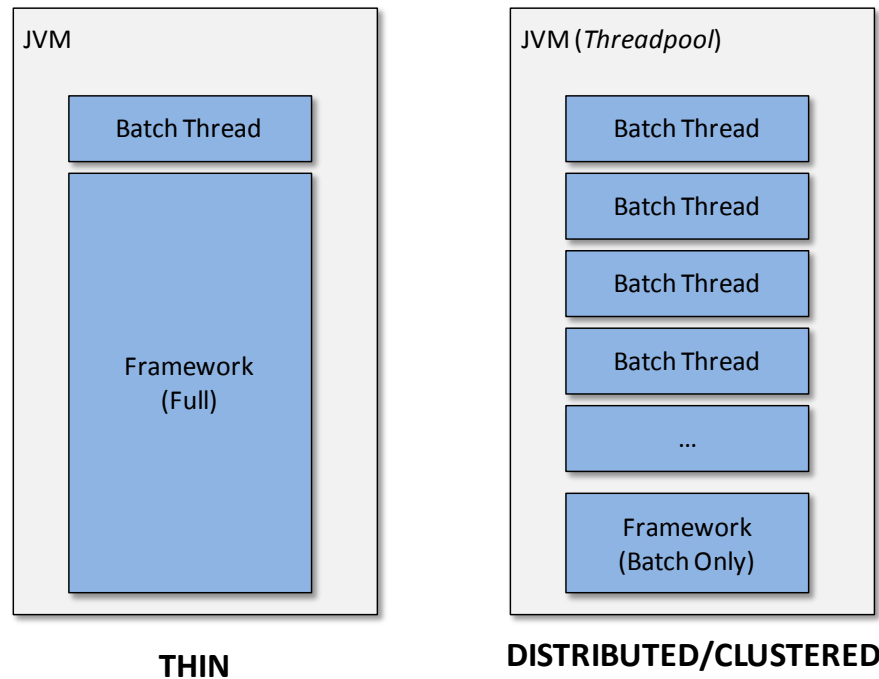 JVM
Batch Thread
Framework
(Full)
THIN
JVM (Threadpool)
Batch Thread
Batch Thread
Batch Thread
Batch Thread
...
Framework
(Batch Only)
DISTRIBUTED/CLUSTERED